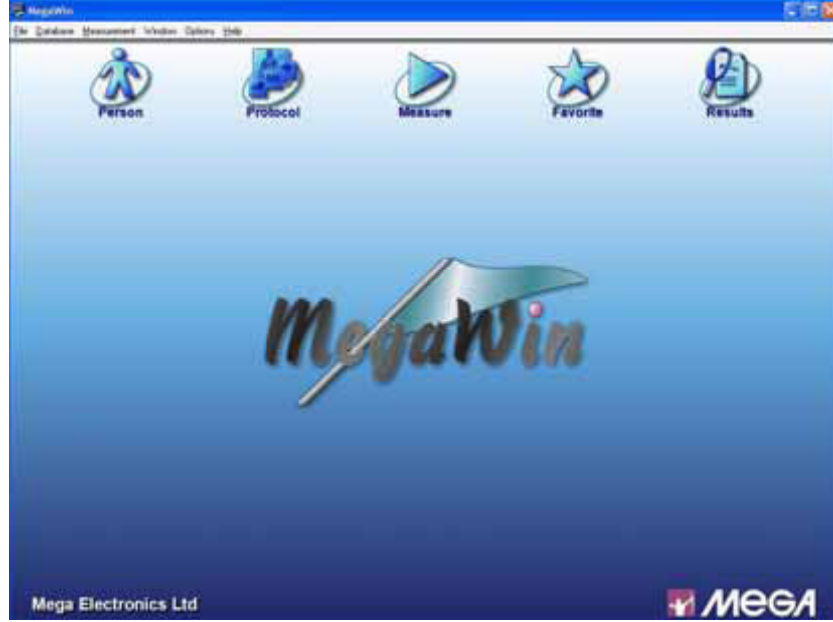 MegaWin
File Database Measurement Window Options Help
Person Protocol Measure Favorite Results
MegaWin
Mega Electronics Ltd
MEGA